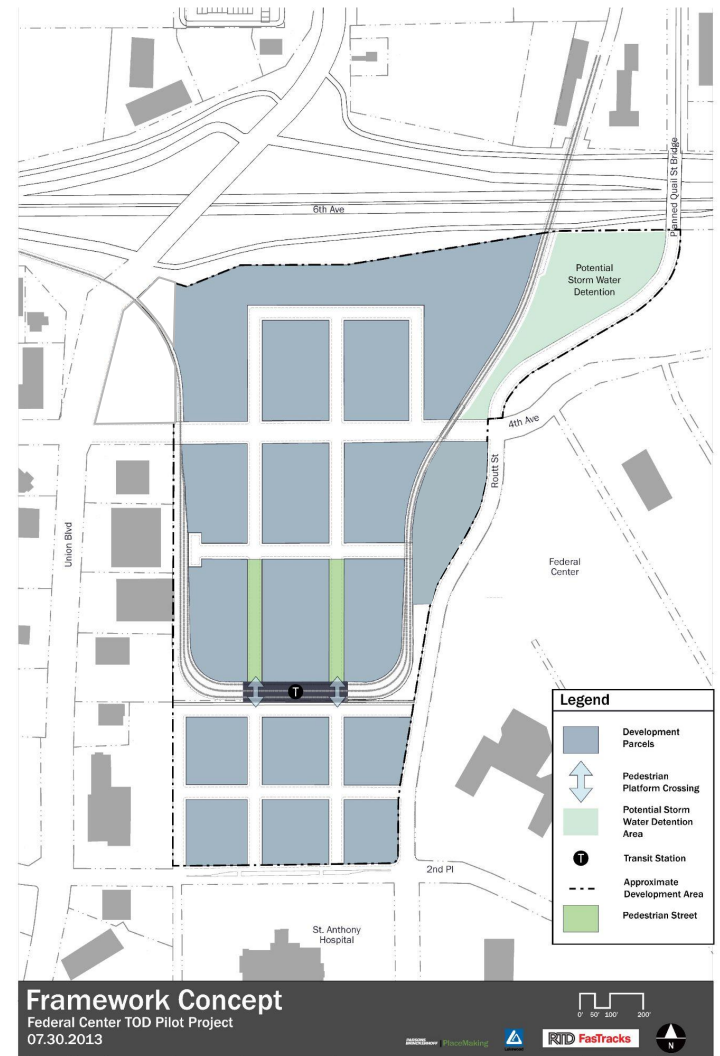 6th Ave
Planned Quail St Bridge
Potential
Storm Water
Detention
4th Ave
Routt St
Union Blvd
Federal
Center
T
2nd Pl
St. Anthony
Hospital
Legend
Development
Parcels
Pedestrian
Platform Crossing
Potential Storm
Water Detention
Area
T
Transit Station
Approximate
Development Area
Pedestrian Street
Framework Concept
Federal Center TOD Pilot Project
07.30.2013
PARSONS
BRINCKERHOFF | PlaceMaking
RTD FasTracks
0' 50' 100' 200'
N